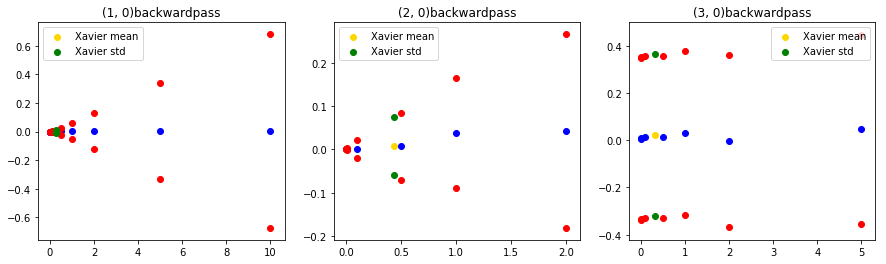 (1, 0)backwardpass
Xavier mean
Xavier std
0.6
0.4
0.2
0.0
−0.2
−0.4
−0.6
0 2 4 6 8 10
(2, 0)backwardpass
Xavier mean
Xavier std
0.2
0.1
0.0
−0.1
−0.2
0.0 0.5 1.0 1.5 2.0
(3, 0)backwardpass
Xavier mean
Xavier std
0.4
0.2
0.0
−0.2
−0.4
0 1 2 3 4 5